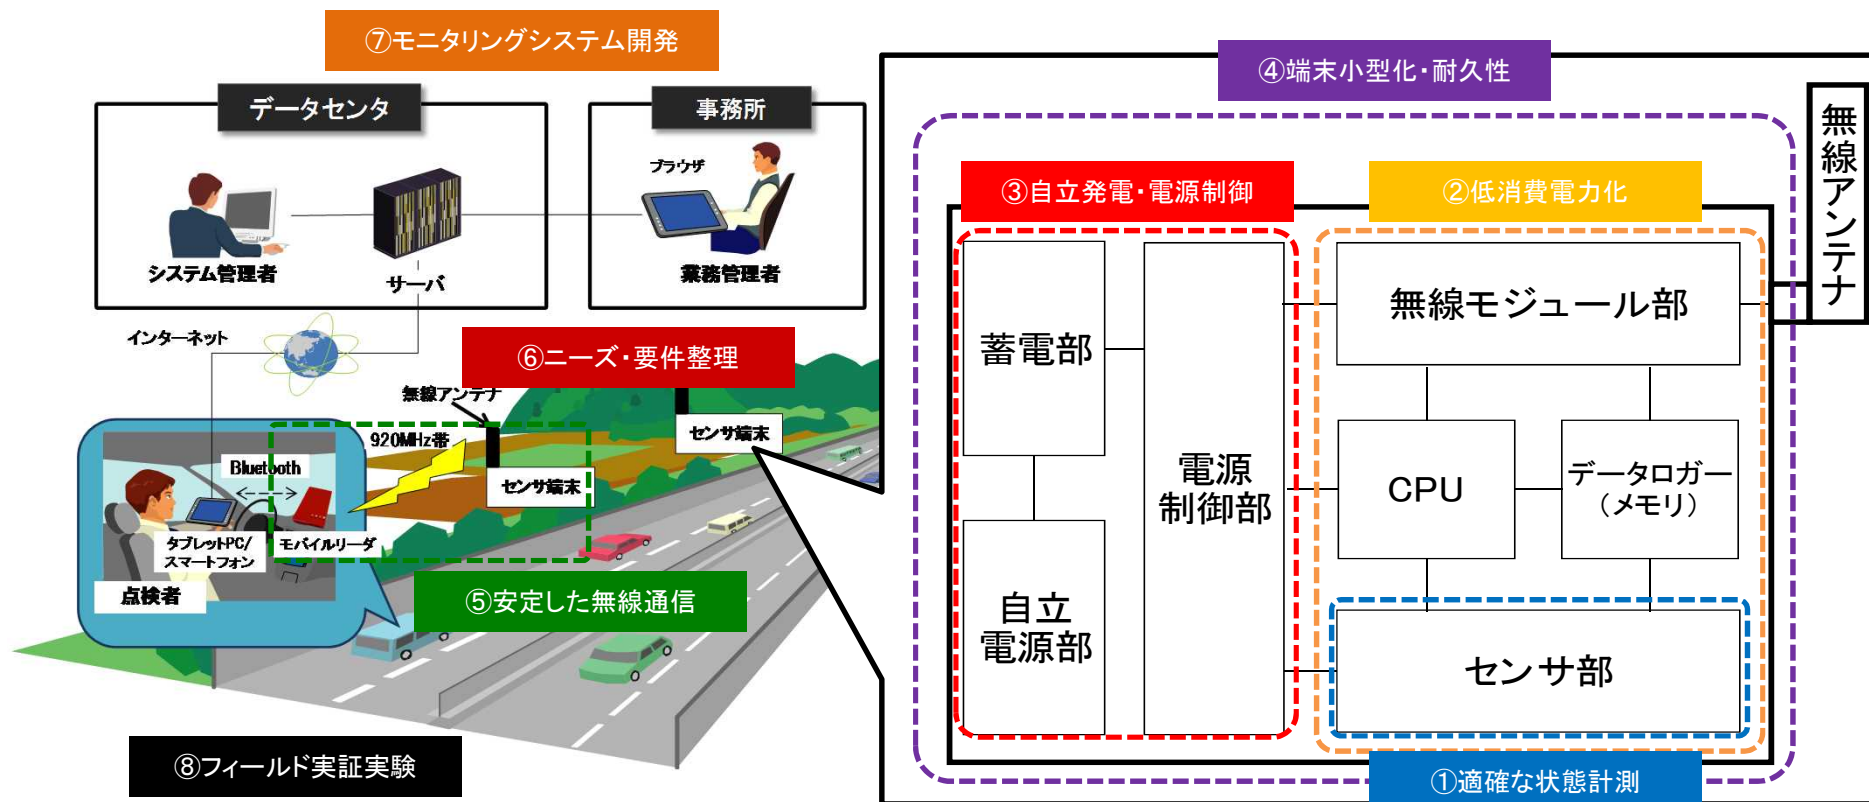 ⑦モニタリングシステム開発
データセンタ
事務所
ブラウザ
システム管理者
サーバ
業務管理者
インターネット
⑥ニーズ・要件整理
無線アンテナ
920MHz帯
センサ端末
Bluetooth
センサ端末
タブレットPC/
スマートフォン
モバイルリーダ
点検者
⑤安定した無線通信
⑧フィールド実証実験
④端末小型化・耐久性
無線アンテナ
③自立発電・電源制御
②低消費電力化
無線モジュール部
蓄電部
電源
制御部
CPU
データロガー
（メモリ）
自立
電源部
センサ部
①適確な状態計測